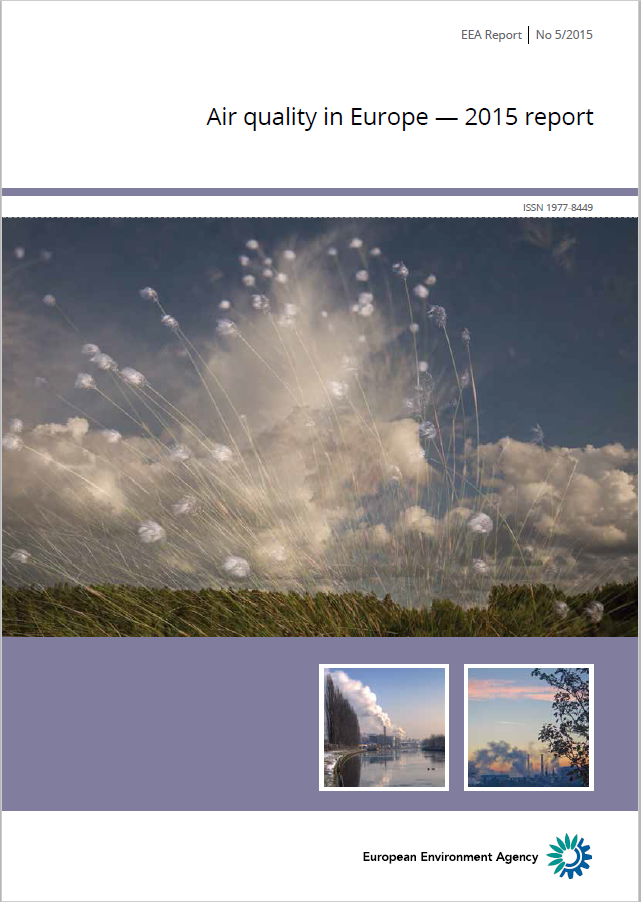 EEA Report | No 5/2015
Air quality in Europe — 2015 report
ISSN 1977-8449
European Environment Agency